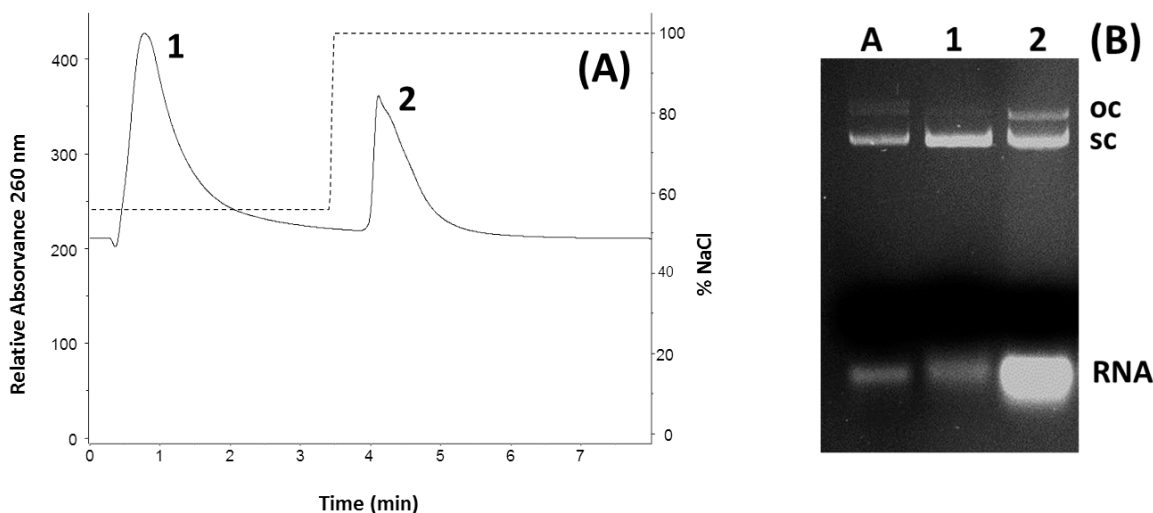 (A)
1
2
Relative Absorvance 260 nm
400
300
200
100
0
100
80
60
40
20
0
% NaCl
0 1 2 3 4 5 6 7
Time (min)
(B)
A 1 2
oc
sc
RNA